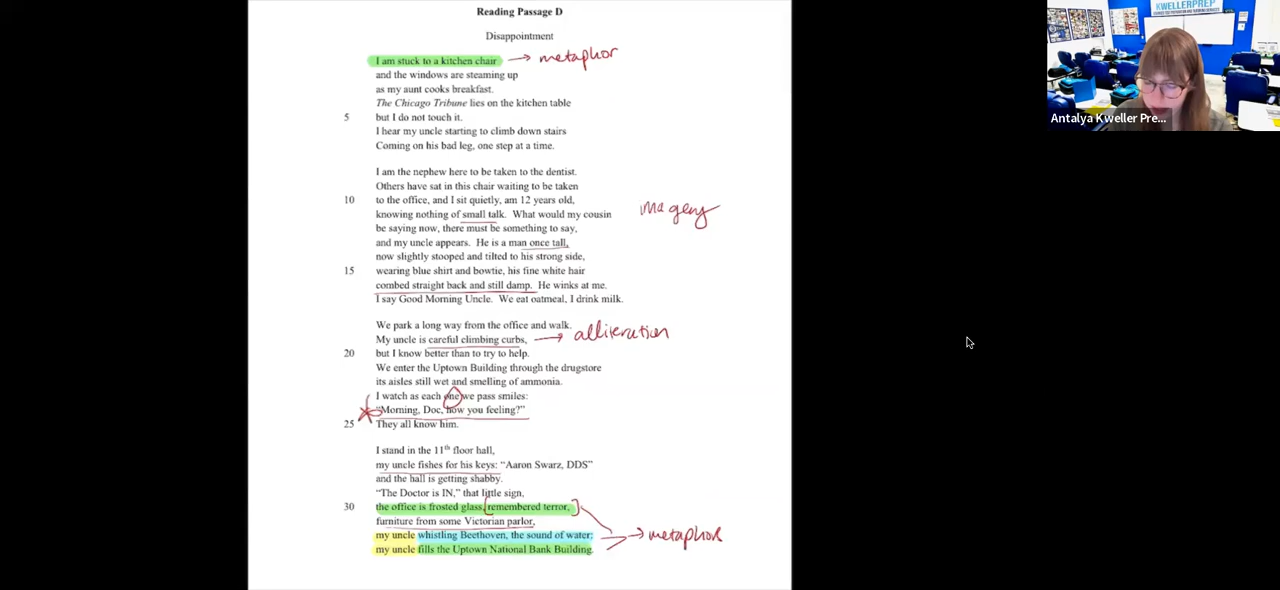 Reading Passage D
Disappointment
I am stuck to a kitchen chair → metaphor
and the windows are steaming up
as my aunt cooks breakfast.
The Chicago Tribune lies on the kitchen table
5 but I do not touch it.
I hear my uncle starting to climb down stairs
Coming on his bad leg, one step at a time.
I am the nephew here to be taken to the dentist.
Others have sat in this chair waiting to be taken
10 to the office, and I sit quietly, am 12 years old,
knowing nothing of small talk. What would my cousin
imagery
be saying now, there must be something to say,
and my uncle appears. He is a man once tall,
now slightly stooped and tilted to his strong side,
15 wearing blue shirt and bowtie, his fine white hair
combed straight back and still damp. He winks at me.
I say Good Morning Uncle. We eat oatmeal, I drink milk.
We park a long way from the office and walk.
My uncle is careful climbing curbs, → alliteration
20 but I know better than to try to help.
We enter the Uptown Building through the drugstore
its aisles still wet and smelling of ammonia.
I watch as each one we pass smiles:
"Morning, Doc, how you feeling?"
25 They all know him.
I stand in the 11th floor hall,
my uncle fishes for his keys: "Aaron Swarz, DDS"
and the hall is getting shabby.
"The Doctor is IN," that little sign,
30 the office is frosted glass, [remembered terror,]
furniture from some Victorian parlor,
my uncle whistling Beethoven, the sound of water; → metaphor
my uncle fills the Uptown National Bank Building.
KWELLERPREP
Antalya Kweller Pre...